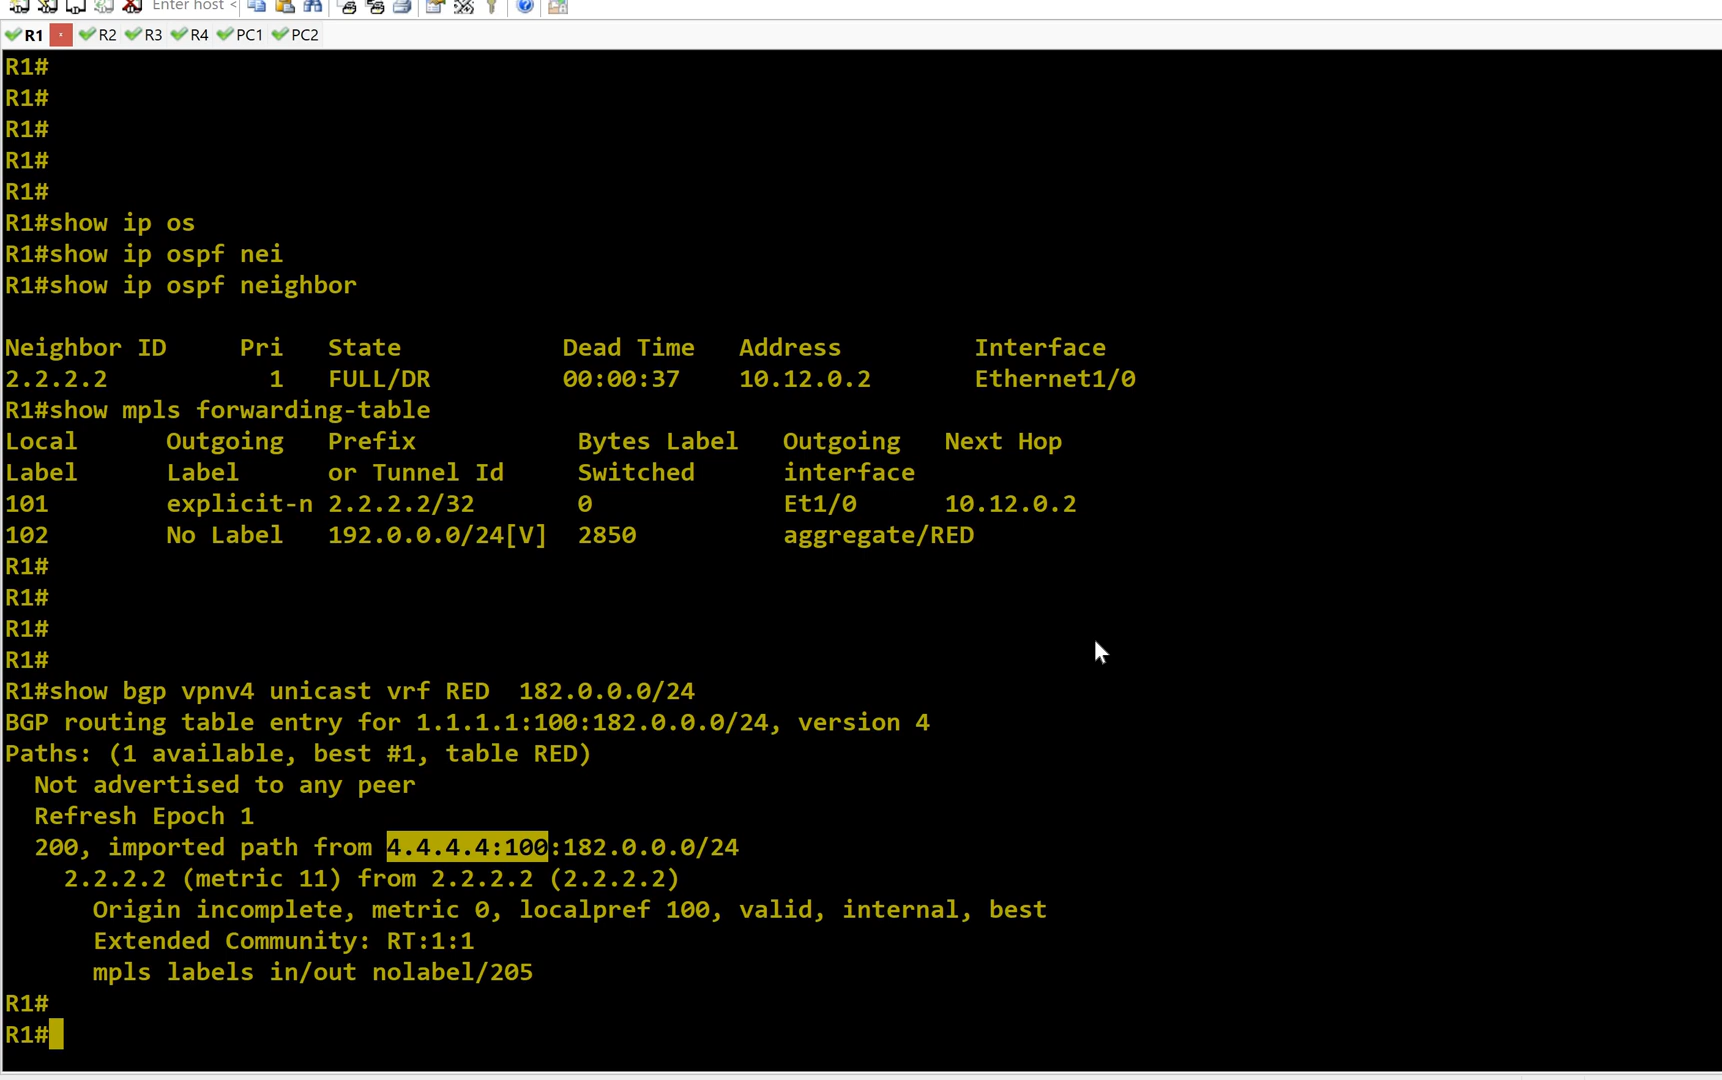 Enter host <
R1 R2 R3 R4 PC1 PC2
R1#
R1#
R1#
R1#
R1#
R1#show ip os
R1#show ip ospf nei
R1#show ip ospf neighbor
Neighbor ID     Pri   State           Dead Time   Address         Interface
2.2.2.2           1   FULL/DR         00:00:37    10.12.0.2       Ethernet1/0
R1#show mpls forwarding-table
Local      Outgoing   Prefix           Bytes Label   Outgoing   Next Hop
Label      Label      or Tunnel Id     Switched      interface
101        explicit-n 2.2.2.2/32       0             Et1/0      10.12.0.2
102        No Label   192.0.0.0/24[V]  2850          aggregate/RED
R1#
R1#
R1#
R1#
R1#show bgp vpnv4 unicast vrf RED  182.0.0.0/24
BGP routing table entry for 1.1.1.1:100:182.0.0.0/24, version 4
Paths: (1 available, best #1, table RED)
  Not advertised to any peer
  Refresh Epoch 1
  200, imported path from 4.4.4.4:100:182.0.0.0/24
    2.2.2.2 (metric 11) from 2.2.2.2 (2.2.2.2)
      Origin incomplete, metric 0, localpref 100, valid, internal, best
      Extended Community: RT:1:1
      mpls labels in/out nolabel/205
R1#
R1#